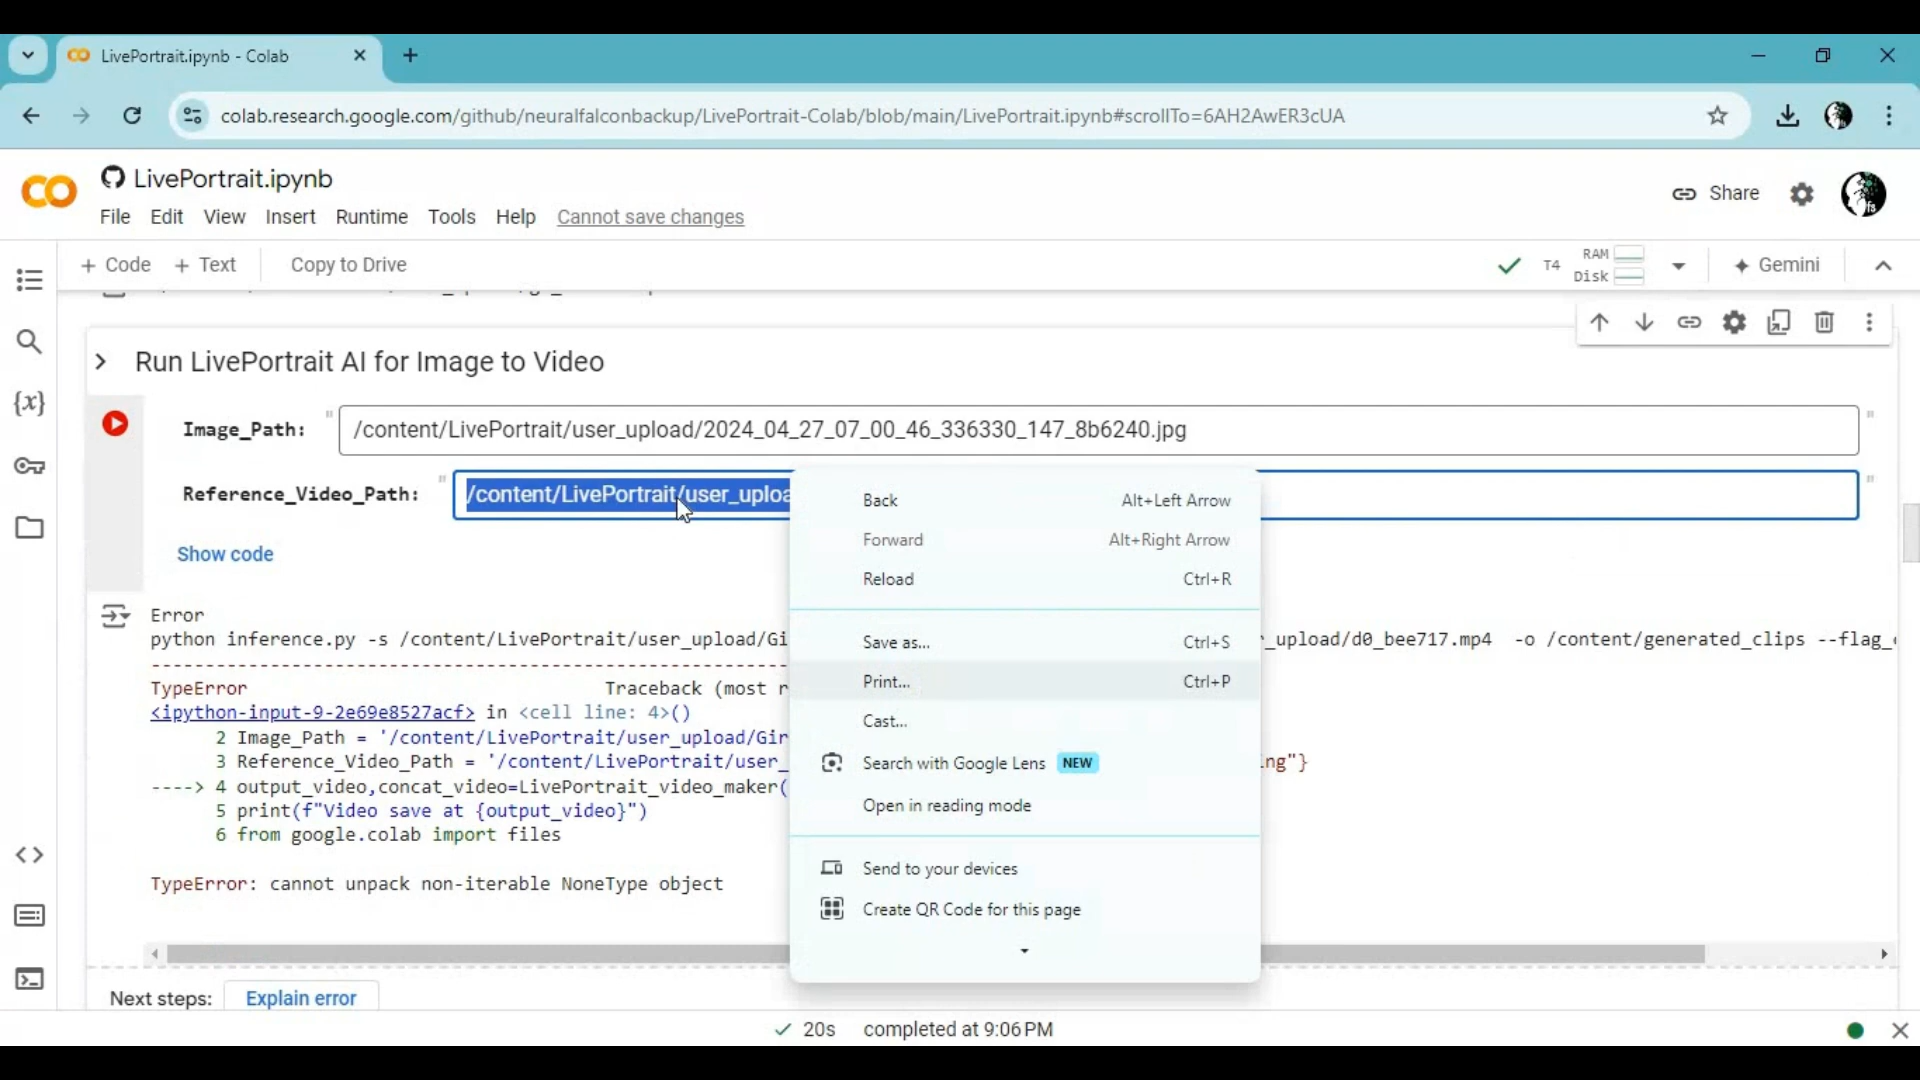 LivePortrait.ipynb - Colab
colab.research.google.com/github/neuralfalconbackup/LivePortrait-Colab/blob/main/LivePortrait.ipynb#scrollTo=6AH2AwER3cUA
LivePortrait.ipynb
Share
File Edit View Insert Runtime Tools Help Cannot save changes
+ Code + Text Copy to Drive
T4 RAM Disk Gemini
Run LivePortrait AI for Image to Video
Image_Path: "/content/LivePortrait/user_upload/2024_04_27_07_00_46_336330_147_8b6240.jpg"
Reference_Video_Path: "/content/LivePortrait/user_uploa "
Show code
Error
python inference.py -s /content/LivePortrait/user_upload/Gi _upload/d0_bee717.mp4 -o /content/generated_clips --flag_
---------------------------------------------------------------------------
TypeError Traceback (most r
<ipython-input-9-2e69e8527acf> in <cell line: 4>()
2 Image_Path = '/content/LivePortrait/user_upload/Gir
3 Reference_Video_Path = '/content/LivePortrait/user_ ing"}
----> 4 output_video,concat_video=LivePortrait_video_maker(
5 print(f"Video save at {output_video}")
6 from google.colab import files
TypeError: cannot unpack non-iterable NoneType object
Next steps: Explain error
Back Alt+Left Arrow
Forward Alt+Right Arrow
Reload Ctrl+R
Save as... Ctrl+S
Print... Ctrl+P
Cast...
Search with Google Lens NEW
Open in reading mode
Send to your devices
Create QR Code for this page
20s completed at 9:06 PM